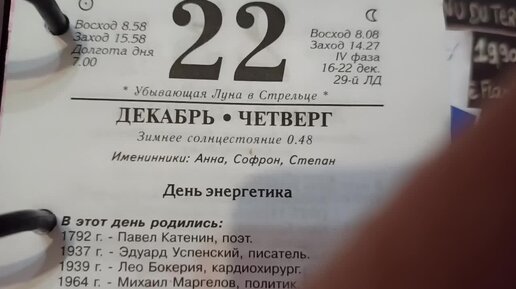 Восход 8.58
Заход 15.58
Долгота дня
7.00
22
Восход 8.08
Заход 14.27
IV фаза
16-22 дек.
29-й ЛД
* Убывающая Луна в Стрельце *
ДЕКАБРЬ • ЧЕТВЕРГ
Зимнее солнцестояние 0.48
Именинники: Анна, Софрон, Степан
День энергетика
В этот день родились:
1792 г. - Павел Катенин, поэт.
1937 г. - Эдуард Успенский, писатель.
1939 г. - Лео Бокерия, кардиохирург.
1964 г. - Михаил Маргелов, политик